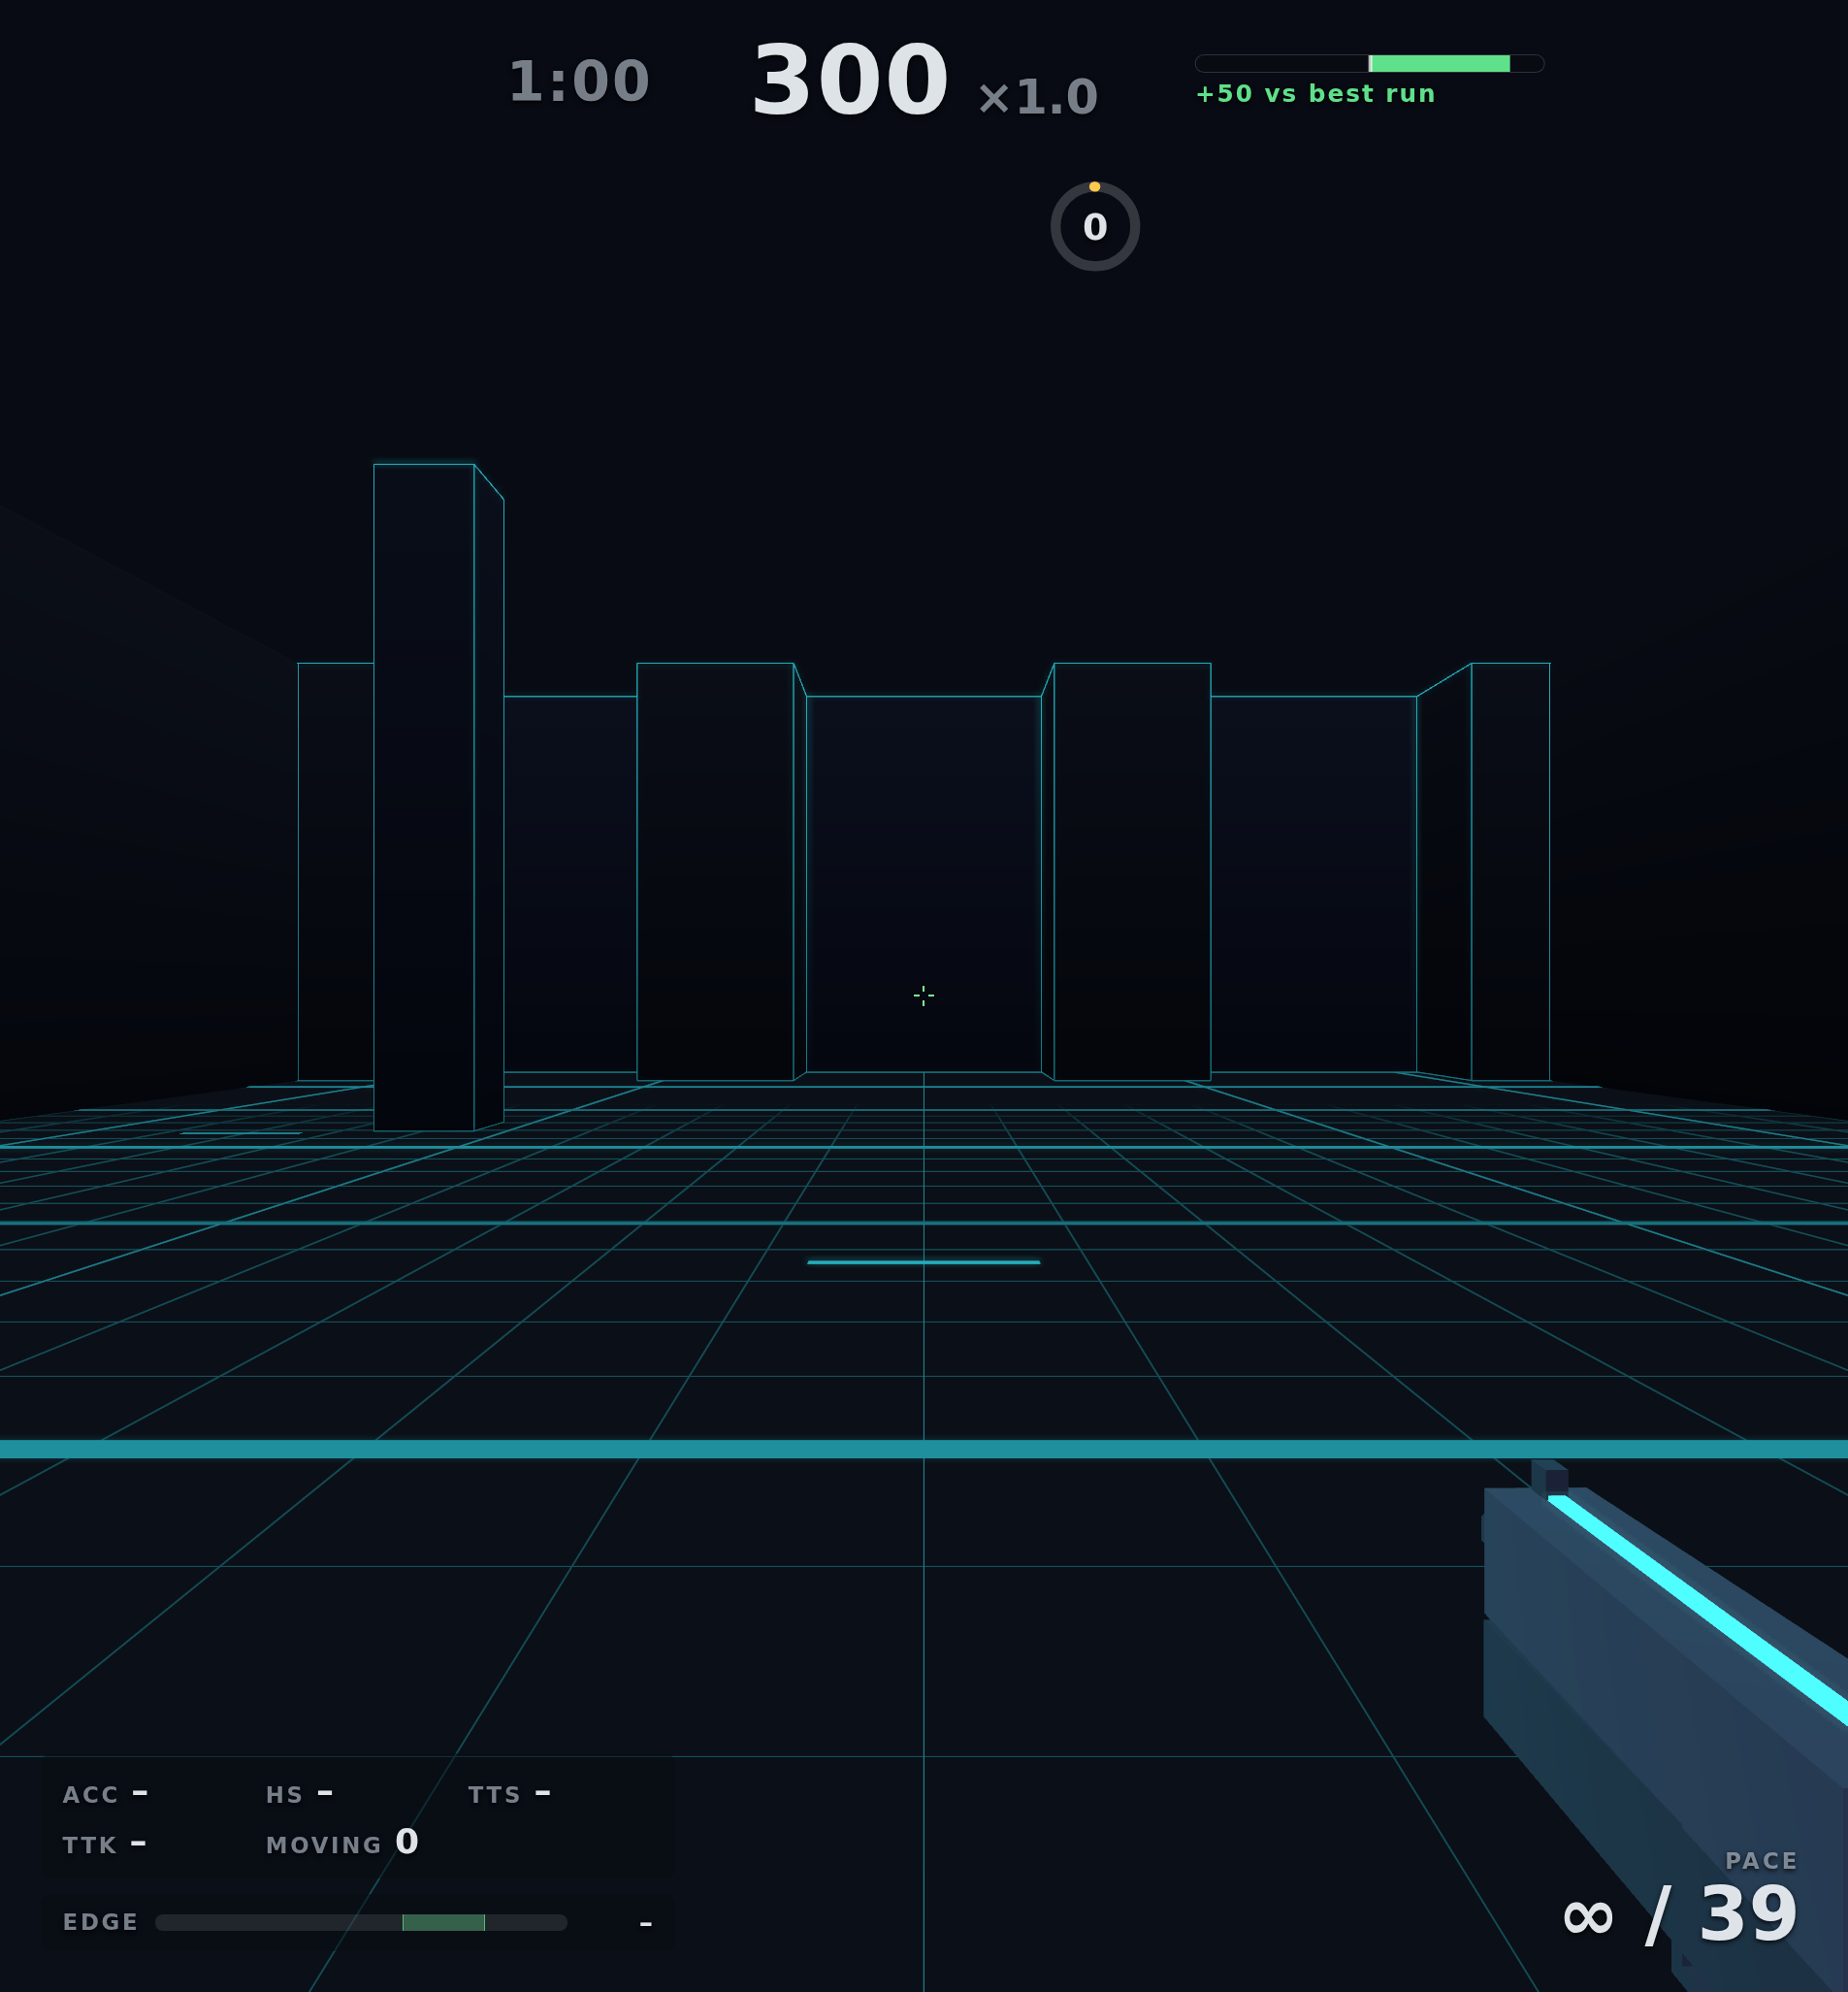 1:00 300 ×1.0
+50 vs best run
0
ACC – HS – TTS –
TTK – MOVING 0
EDGE –
PACE
∞ / 39